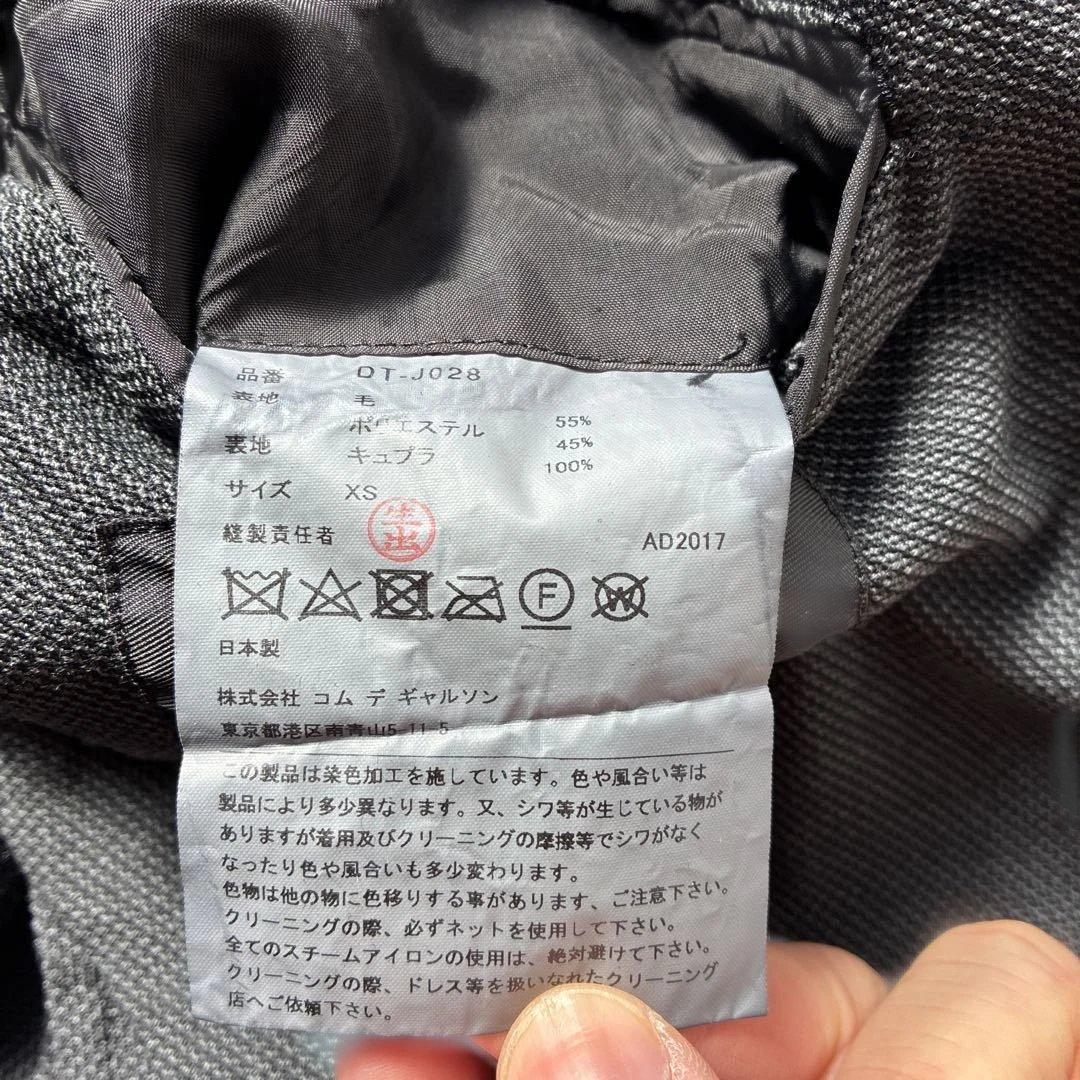 品番 DT-J028
表地 毛 55%
ポリエステル 45%
裏地 キュプラ 100%
サイズ XS
縫製責任者 生出 AD2017
F W
日本製
株式会社 コム デ ギャルソン
東京都港区南青山5-11-5
この製品は染色加工を施しています。色や風合い等は
製品により多少異なります。又、シワ等が生じている物が
ありますが着用及びクリーニングの摩擦等でシワがなく
なったり色や風合いも多少変わります。
色物は他の物に色移りする事があります、ご注意下さい。
クリーニングの際、必ずネットを使用して下さい。
全てのスチームアイロンの使用は、絶対避けて下さい。
クリーニングの際、ドレス等を扱いなれたクリーニング
店へご依頼下さい。